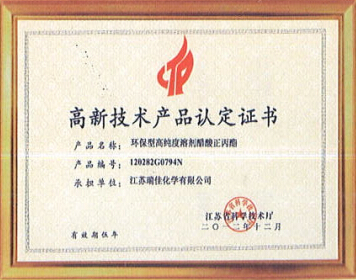 高新技术产品认定证书
产品名称： 环保型高纯度溶剂醋酸正丙酯
产品编号： 120282G0794N
承担单位： 江苏瑞佳化学有限公司
江苏省科学技术厅
有效期伍年
二〇一二年十二月